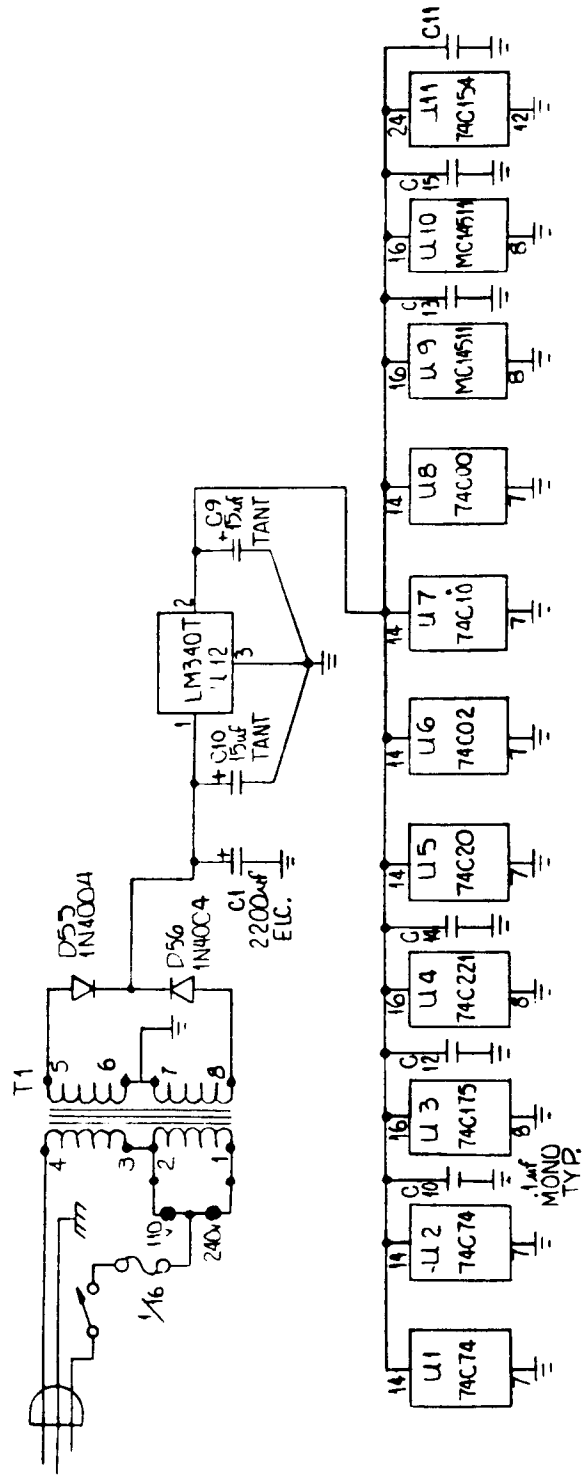 T1
4
3
2
1
5
6
7
8
110
v
240v
1/16
D55
1N4004
D56
1N40C4
C1
2200uf
ELC.
+
+ C10
15uf
TANT
1
LM340T
U12
2
3
C9
+ 15uf
TANT
14
U1
74C74
7
14
U2
74C74
7
C
10
.1uf
MONO
TYP.
16
U3
74C175
8
C
12
16
U4
74C221
8
C
14
14
U5
74C20
7
14
U6
74C02
7
14
U7
74C10
7
14
U8
74C00
7
16
U9
MC14511
8
C
13
16
U10
MC14511
8
C
15
24
U11
74C154
12
C11